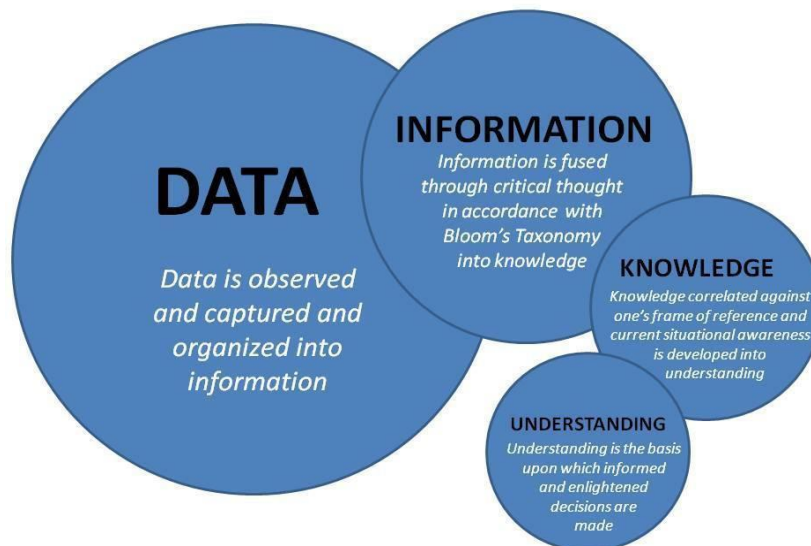 DATA
Data is observed
and captured and
organized into
information
INFORMATION
Information is fused
through critical thought
in accordance with
Bloom's Taxonomy
into knowledge
KNOWLEDGE
Knowledge correlated against
one's frame of reference and
current situational awareness
is developed into
understanding
UNDERSTANDING
Understanding is the basis
upon which informed
and enlightened
decisions are
made